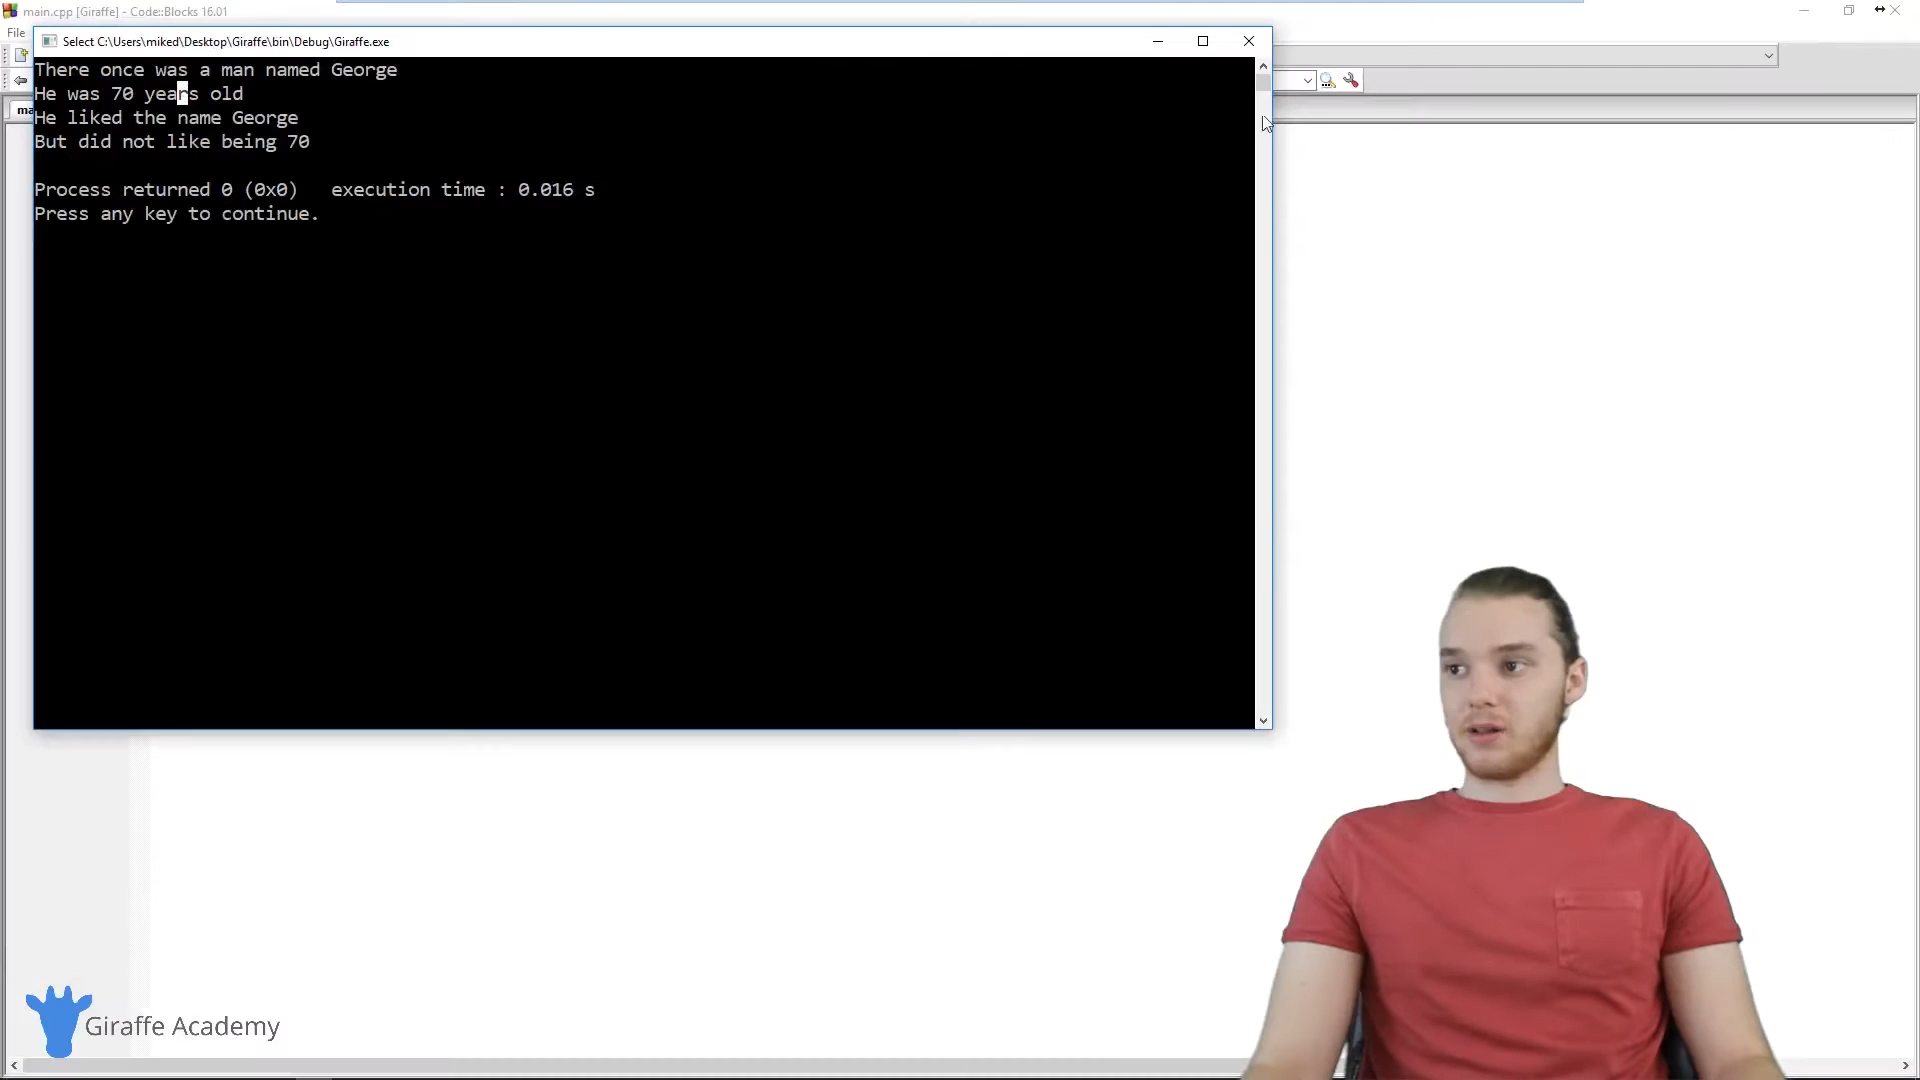 main.cpp [Giraffe] - Code::Blocks 16.01
File
Select C:\Users\miked\Desktop\Giraffe\bin\Debug\Giraffe.exe
There once was a man named George
He was 70 years old
He liked the name George
But did not like being 70
Process returned 0 (0x0)   execution time : 0.016 s
Press any key to continue.
Giraffe Academy